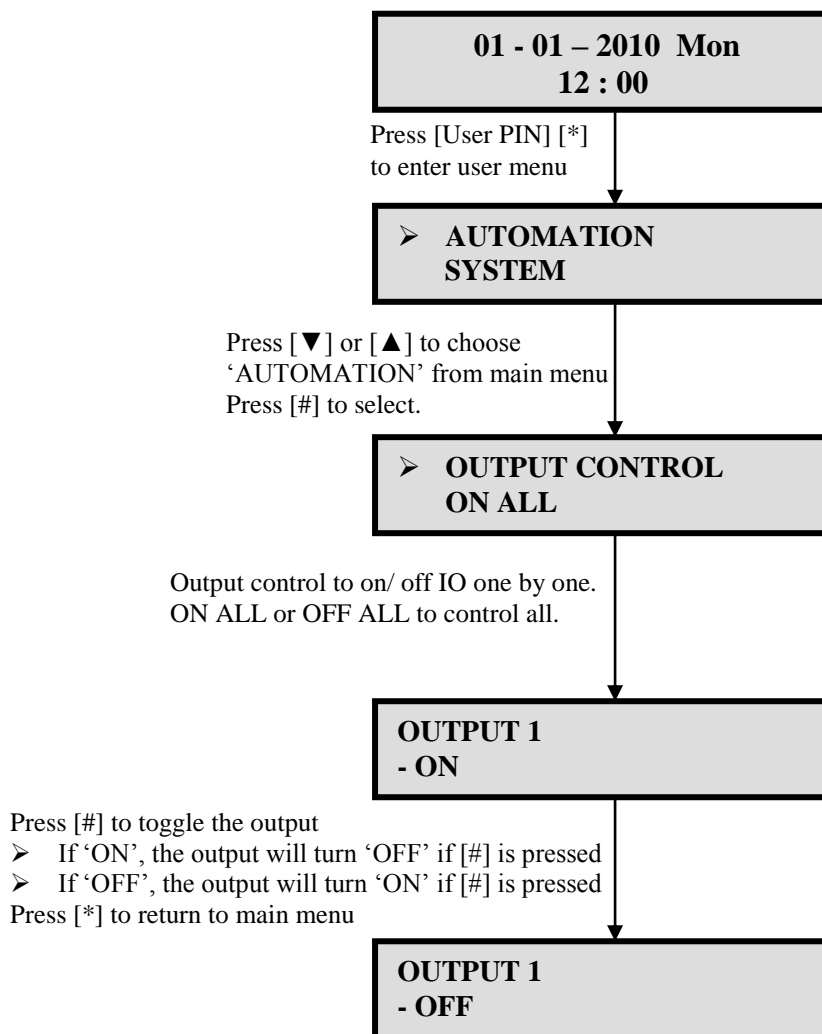 01 - 01 – 2010 Mon
12 : 00
Press [User PIN] [*]
to enter user menu
➢ AUTOMATION
SYSTEM
Press [▼] or [▲] to choose
‘AUTOMATION’ from main menu
Press [#] to select.
➢ OUTPUT CONTROL
ON ALL
Output control to on/ off IO one by one.
ON ALL or OFF ALL to control all.
OUTPUT 1
- ON
Press [#] to toggle the output
➢ If ‘ON’, the output will turn ‘OFF’ if [#] is pressed
➢ If ‘OFF’, the output will turn ‘ON’ if [#] is pressed
Press [*] to return to main menu
OUTPUT 1
- OFF